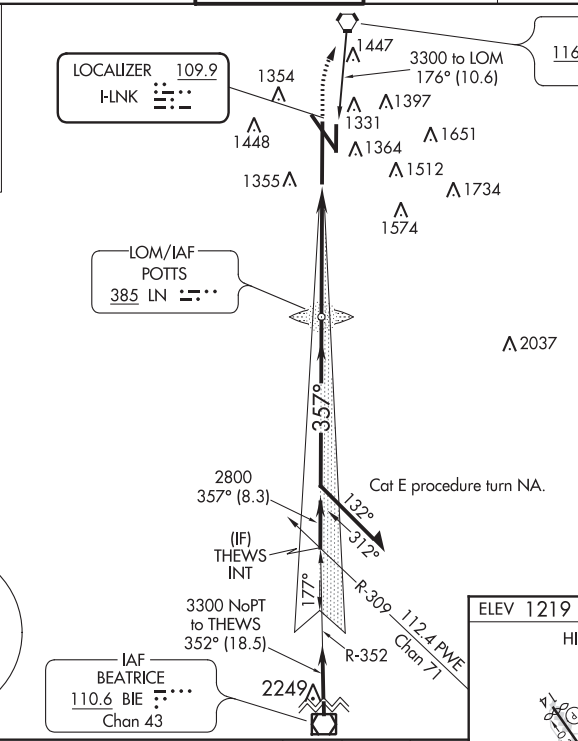 1447
116
3300 to LOM
176° (10.6)
LOCALIZER 109.9
I-LNK
1354
1397
1331
1448
1651
1364
1512
1355
1734
1574
LOM/IAF
POTTS
385 LN
2037
357°
2800
357° (8.3)
Cat E procedure turn NA.
132°
312°
(IF)
THEWS
INT
177°
R-309
112.4 PWE
Chan 71
3300 NoPT
to THEWS
352° (18.5)
R-352
ELEV 1219
HI
IAF
BEATRICE
110.6 BIE
Chan 43
2249
14